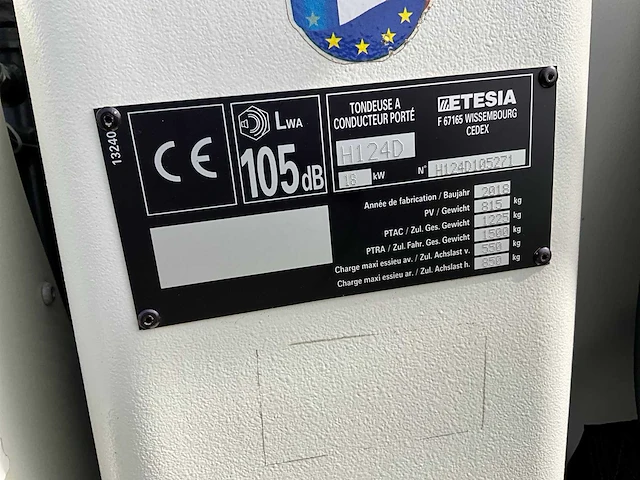 13240
CE
LWA
105dB
TONDEUSE A
CONDUCTEUR PORTÉ
ETESIA
F 67165 WISSEMBOURG
CEDEX
H124D
18 kW
N° H124D105271
Année de fabrication / Baujahr 2018
PV / Gewicht 815 kg
PTAC / Zul. Ges. Gewicht 1225 kg
PTRA / Zul. Fahr. Ges. Gewicht 1500 kg
Charge maxi essieu av. / Zul. Achslast v. 550 kg
Charge maxi essieu ar. / Zul. Achslast h. 850 kg